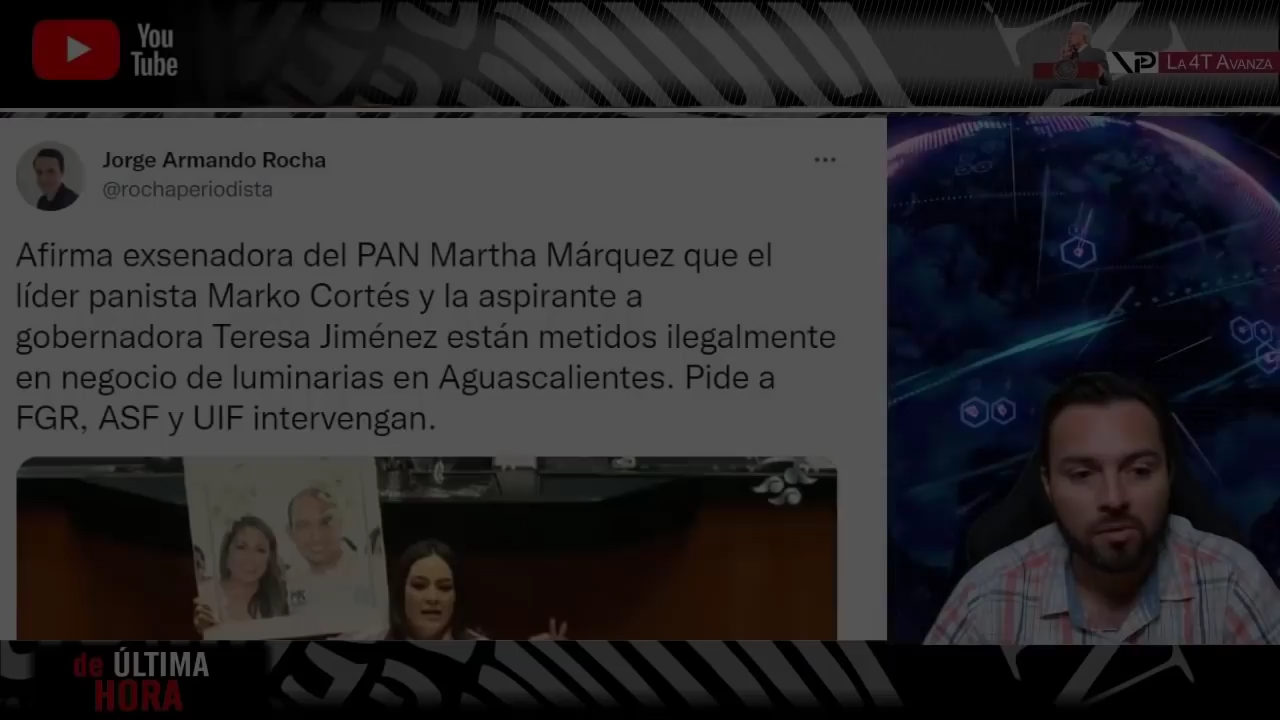 You
Tube
VP LA 4T AVANZA
Jorge Armando Rocha
@rochaperiodista
Afirma exsenadora del PAN Martha Márquez que el
líder panista Marko Cortés y la aspirante a
gobernadora Teresa Jiménez están metidos ilegalmente
en negocio de luminarias en Aguascalientes. Pide a
FGR, ASF y UIF intervengan.
de ÚLTIMA
HORA